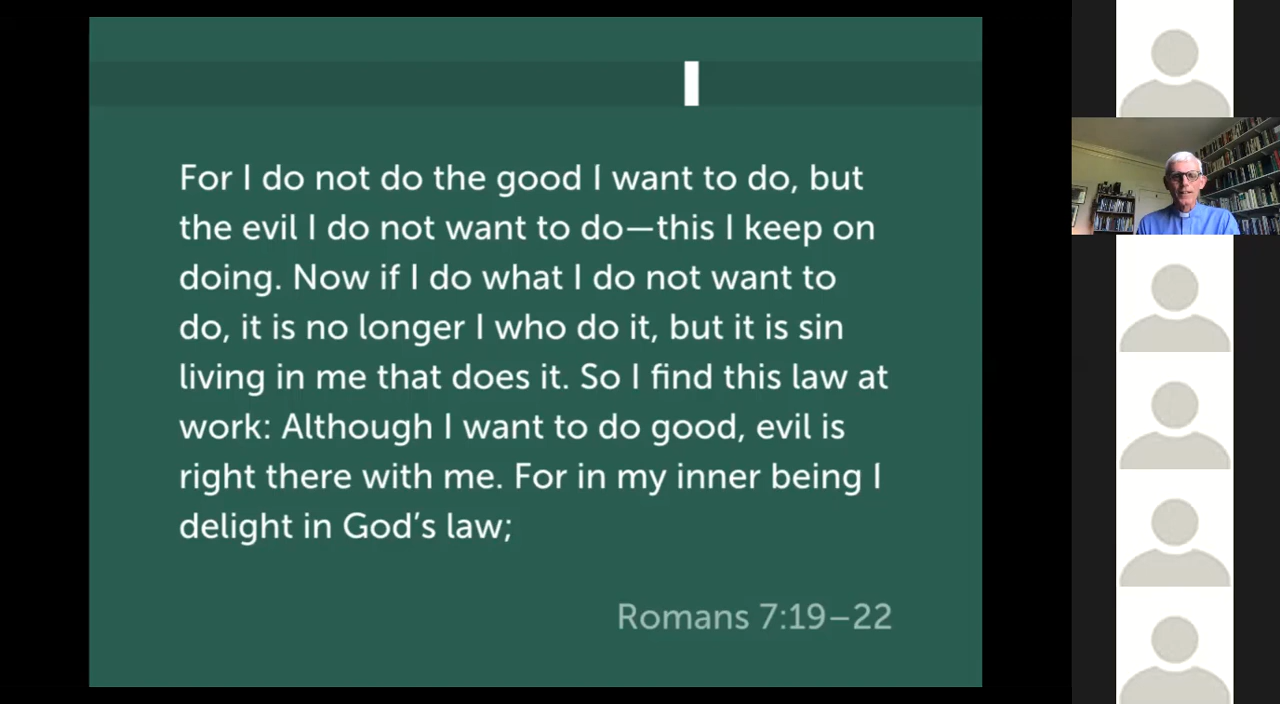 For I do not do the good I want to do, but
the evil I do not want to do—this I keep on
doing. Now if I do what I do not want to
do, it is no longer I who do it, but it is sin
living in me that does it. So I find this law at
work: Although I want to do good, evil is
right there with me. For in my inner being I
delight in God’s law;
Romans 7:19–22